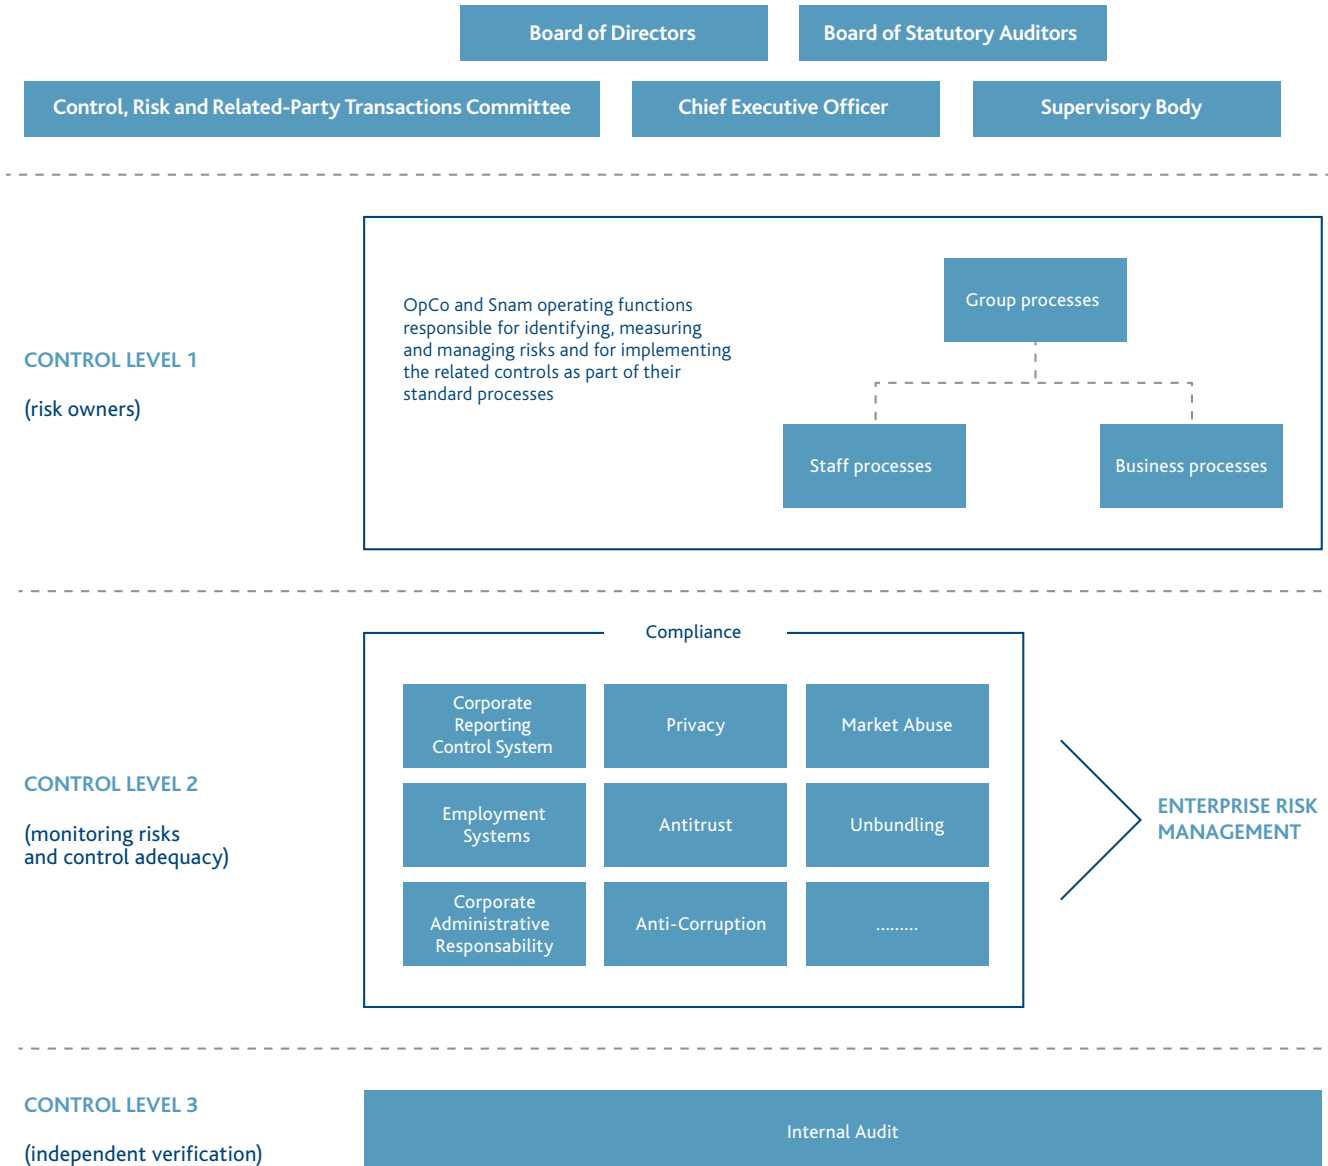 Board of Directors
Board of Statutory Auditors
Control, Risk and Related-Party Transactions Committee
Chief Executive Officer
Supervisory Body
CONTROL LEVEL 1
(risk owners)
OpCo and Snam operating functions
responsible for identifying, measuring
and managing risks and for implementing
the related controls as part of their
standard processes
Group processes
Staff processes
Business processes
CONTROL LEVEL 2
(monitoring risks
and control adequacy)
Compliance
Corporate
Reporting
Control System
Privacy
Market Abuse
Employment
Systems
Antitrust
Unbundling
Corporate
Administrative
Responsability
Anti-Corruption
.........
ENTERPRISE RISK
MANAGEMENT
CONTROL LEVEL 3
(independent verification)
Internal Audit